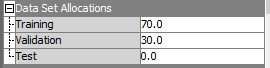 Data Set Allocations
Training 70.0
Validation 30.0
Test 0.0